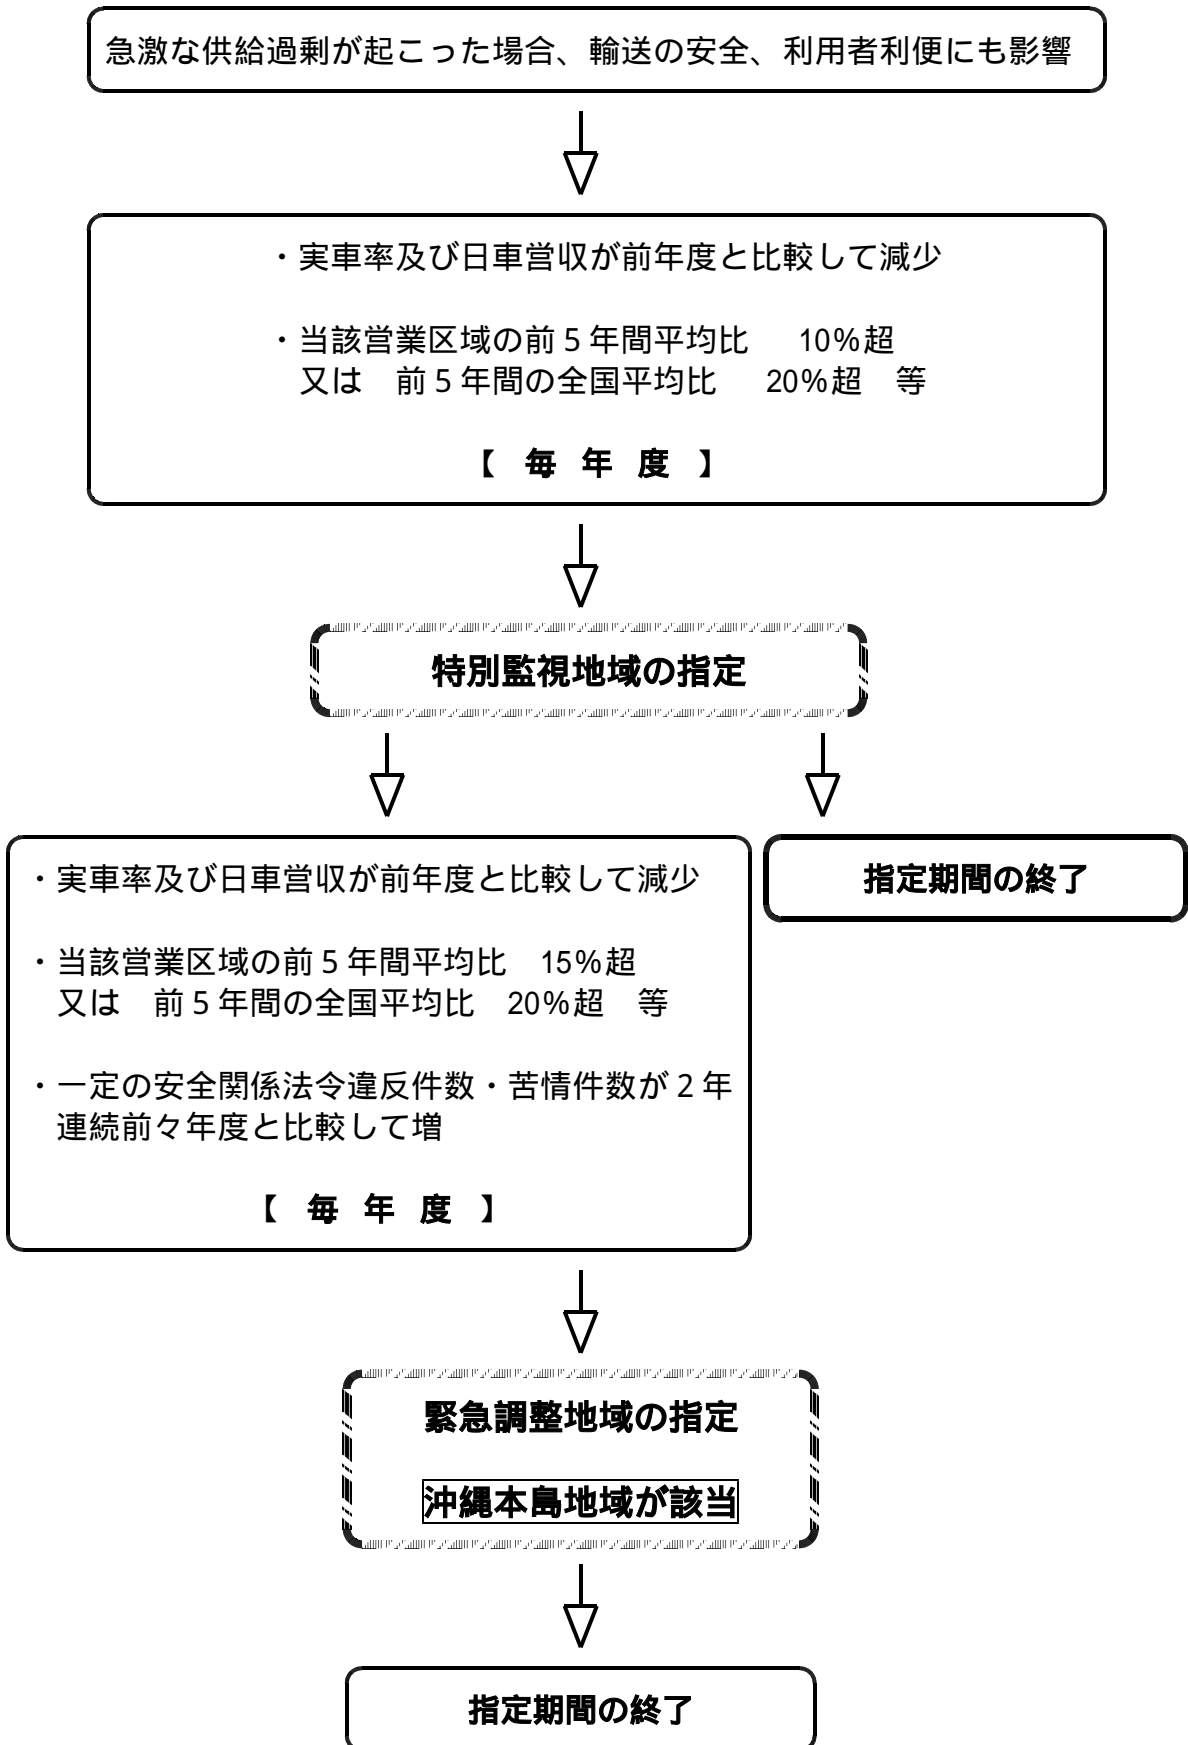 急激な供給過剰が起こった場合、輸送の安全、利用者利便にも影響
・実車率及び日車営収が前年度と比較して減少
・当該営業区域の前5年間平均比 10%超
又は 前5年間の全国平均比 20%超 等
【 毎 年 度 】
特別監視地域の指定
・実車率及び日車営収が前年度と比較して減少
・当該営業区域の前5年間平均比 15%超
又は 前5年間の全国平均比 20%超 等
・一定の安全関係法令違反件数・苦情件数が2年
連続前々年度と比較して増
【 毎 年 度 】
指定期間の終了
緊急調整地域の指定
沖縄本島地域が該当
指定期間の終了